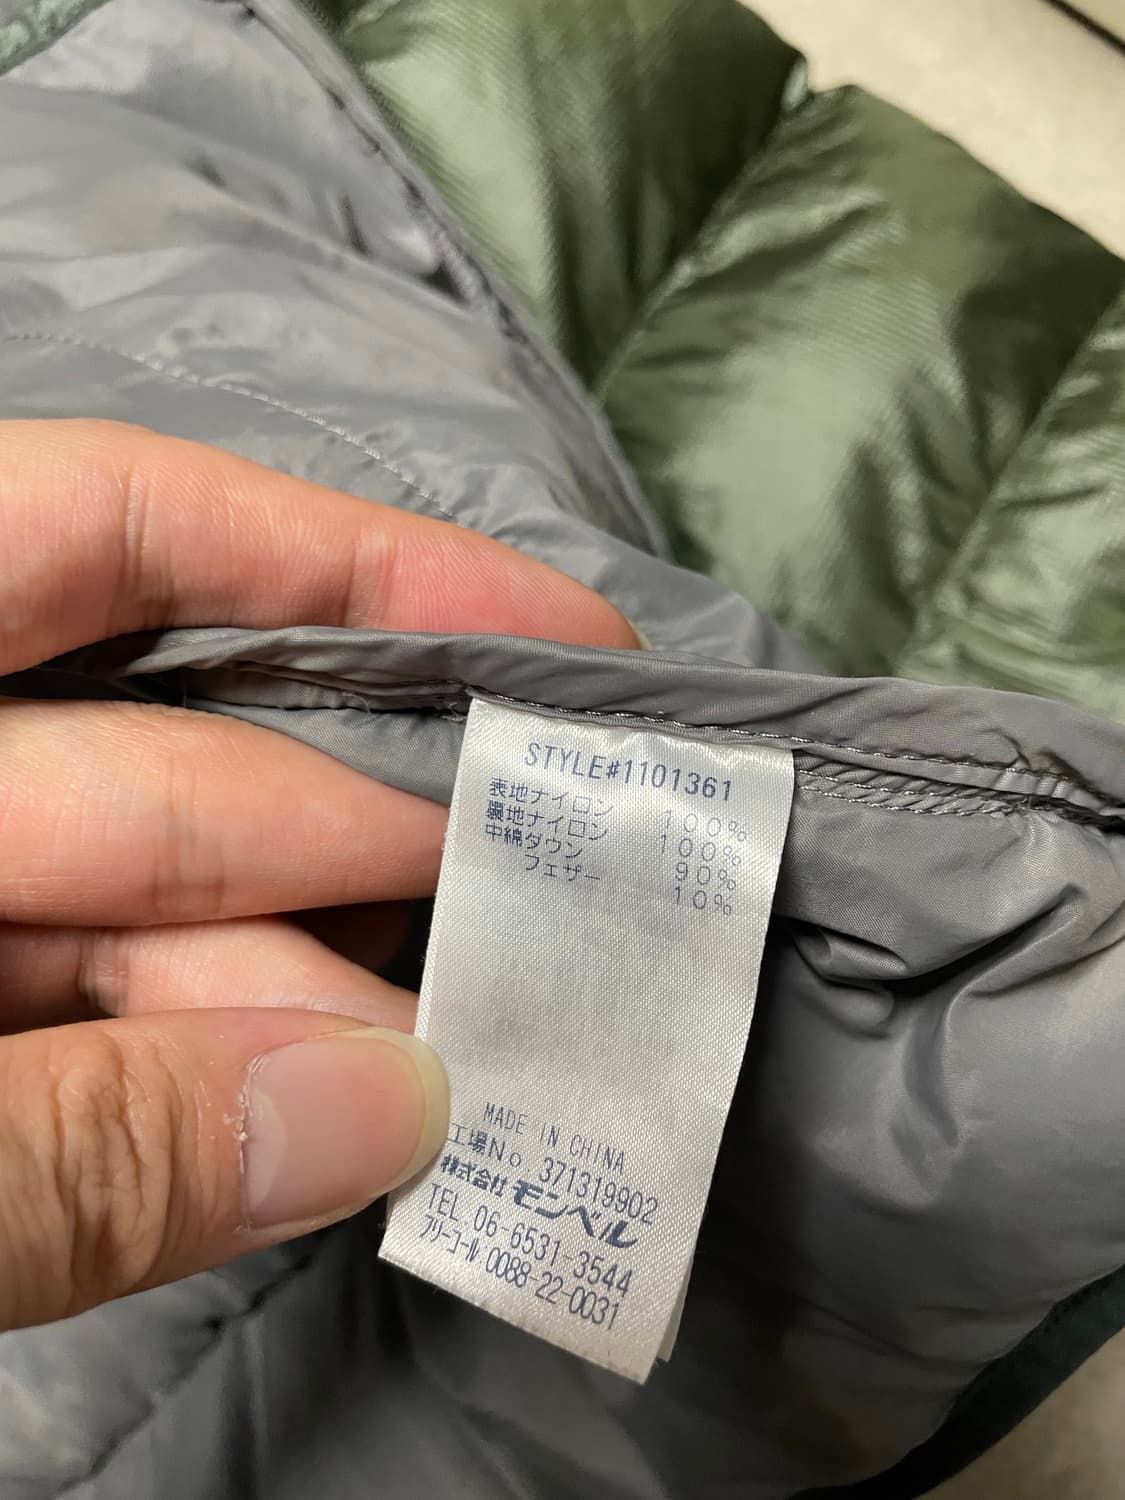 STYLE#1101361
表地ナイロン 100%
裏地ナイロン 100%
中綿ダウン 90%
フェザー 10%
MADE IN CHINA
工場No 371319902
株式会社 モンベル
TEL 06-6531-3544
フリーコール 0088-22-0031